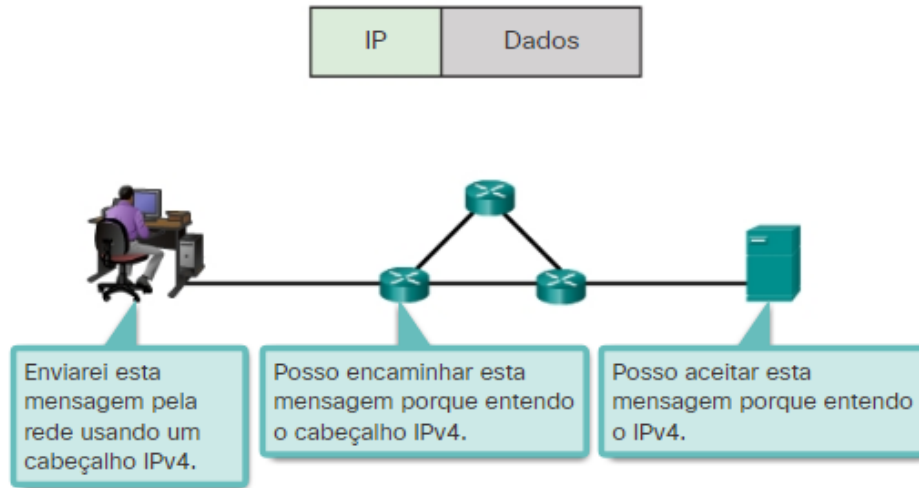 IP
Dados
Enviarei esta
mensagem pela
rede usando um
cabeçalho IPv4.
Posso encaminhar esta
mensagem porque entendo
o cabeçalho IPv4.
Posso aceitar esta
mensagem porque entendo
o IPv4.